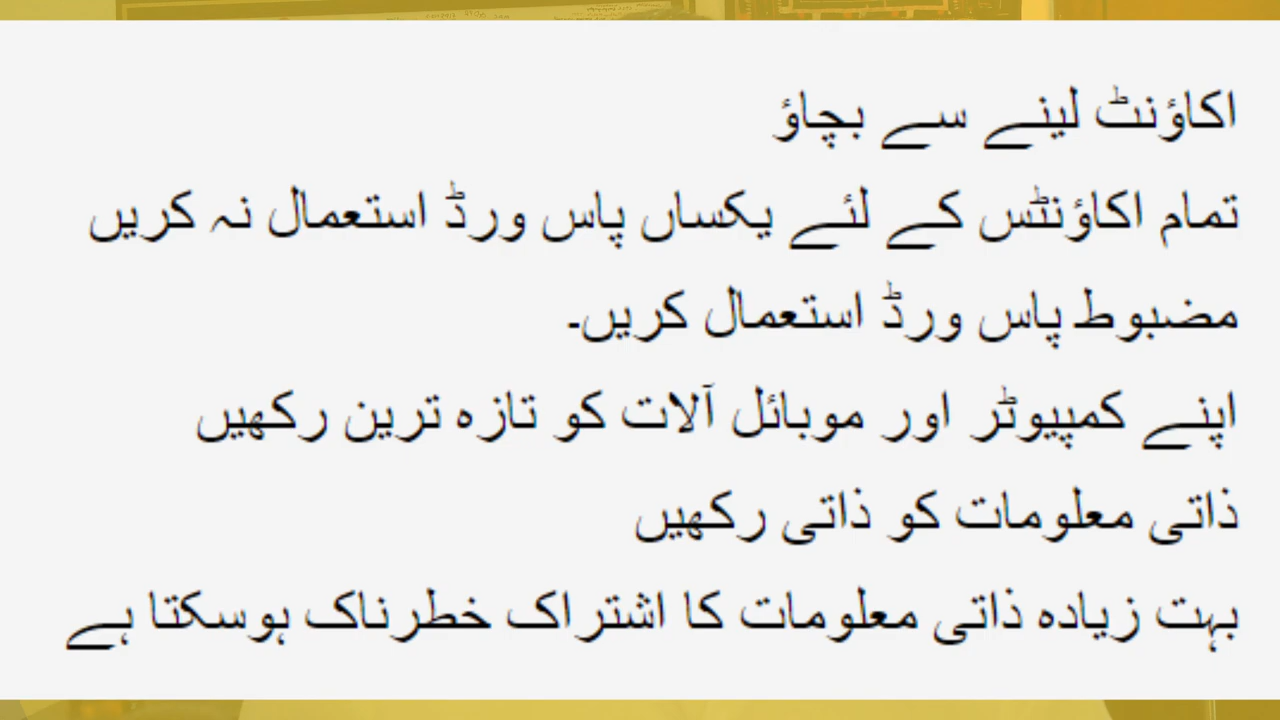 اکاؤنٹ لینے سے بچاؤ
تمام اکاؤنٹس کے لئے یکساں پاس ورڈ استعمال نہ کریں
مضبوط پاس ورڈ استعمال کریں۔
اپنے کمپیوٹر اور موبائل آلات کو تازہ ترین رکھیں
ذاتی معلومات کو ذاتی رکھیں
بہت زیادہ ذاتی معلومات کا اشتراک خطرناک ہوسکتا ہے